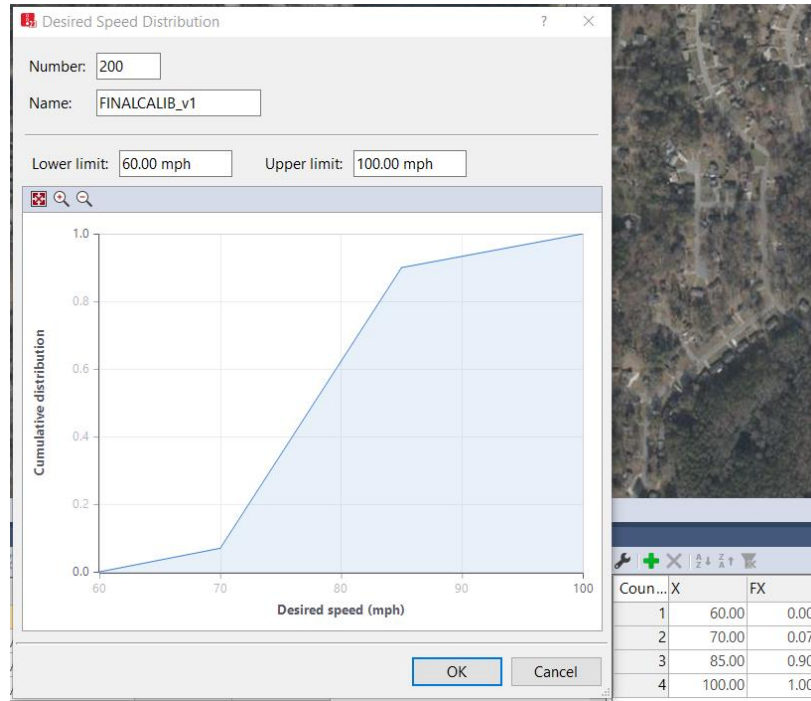 Desired Speed Distribution ?
Number: 200
Name: FINALCALIB_v1
Lower limit: 60.00 mph Upper limit: 100.00 mph
1.0
0.8
0.6
0.4
0.2
0.0
Cumulative distribution
60 70 80 90 100
Desired speed (mph)
OK Cancel
Coun... X FX
1 60.00 0.00
2 70.00 0.07
3 85.00 0.90
4 100.00 1.00